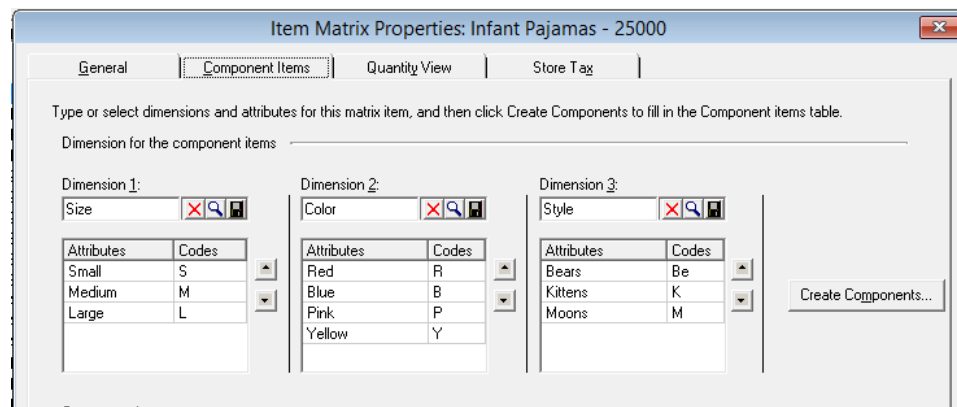 Item Matrix Properties: Infant Pajamas - 25000
General Component Items Quantity View Store Tax
Type or select dimensions and attributes for this matrix item, and then click Create Components to fill in the Component items table.
Dimension for the component items
Dimension 1: Dimension 2: Dimension 3:
Size Color Style
Attributes Codes Attributes Codes Attributes Codes
Small S Red R Bears Be
Medium M Blue B Kittens K
Large L Pink P Moons M
Yellow Y
Create Components...